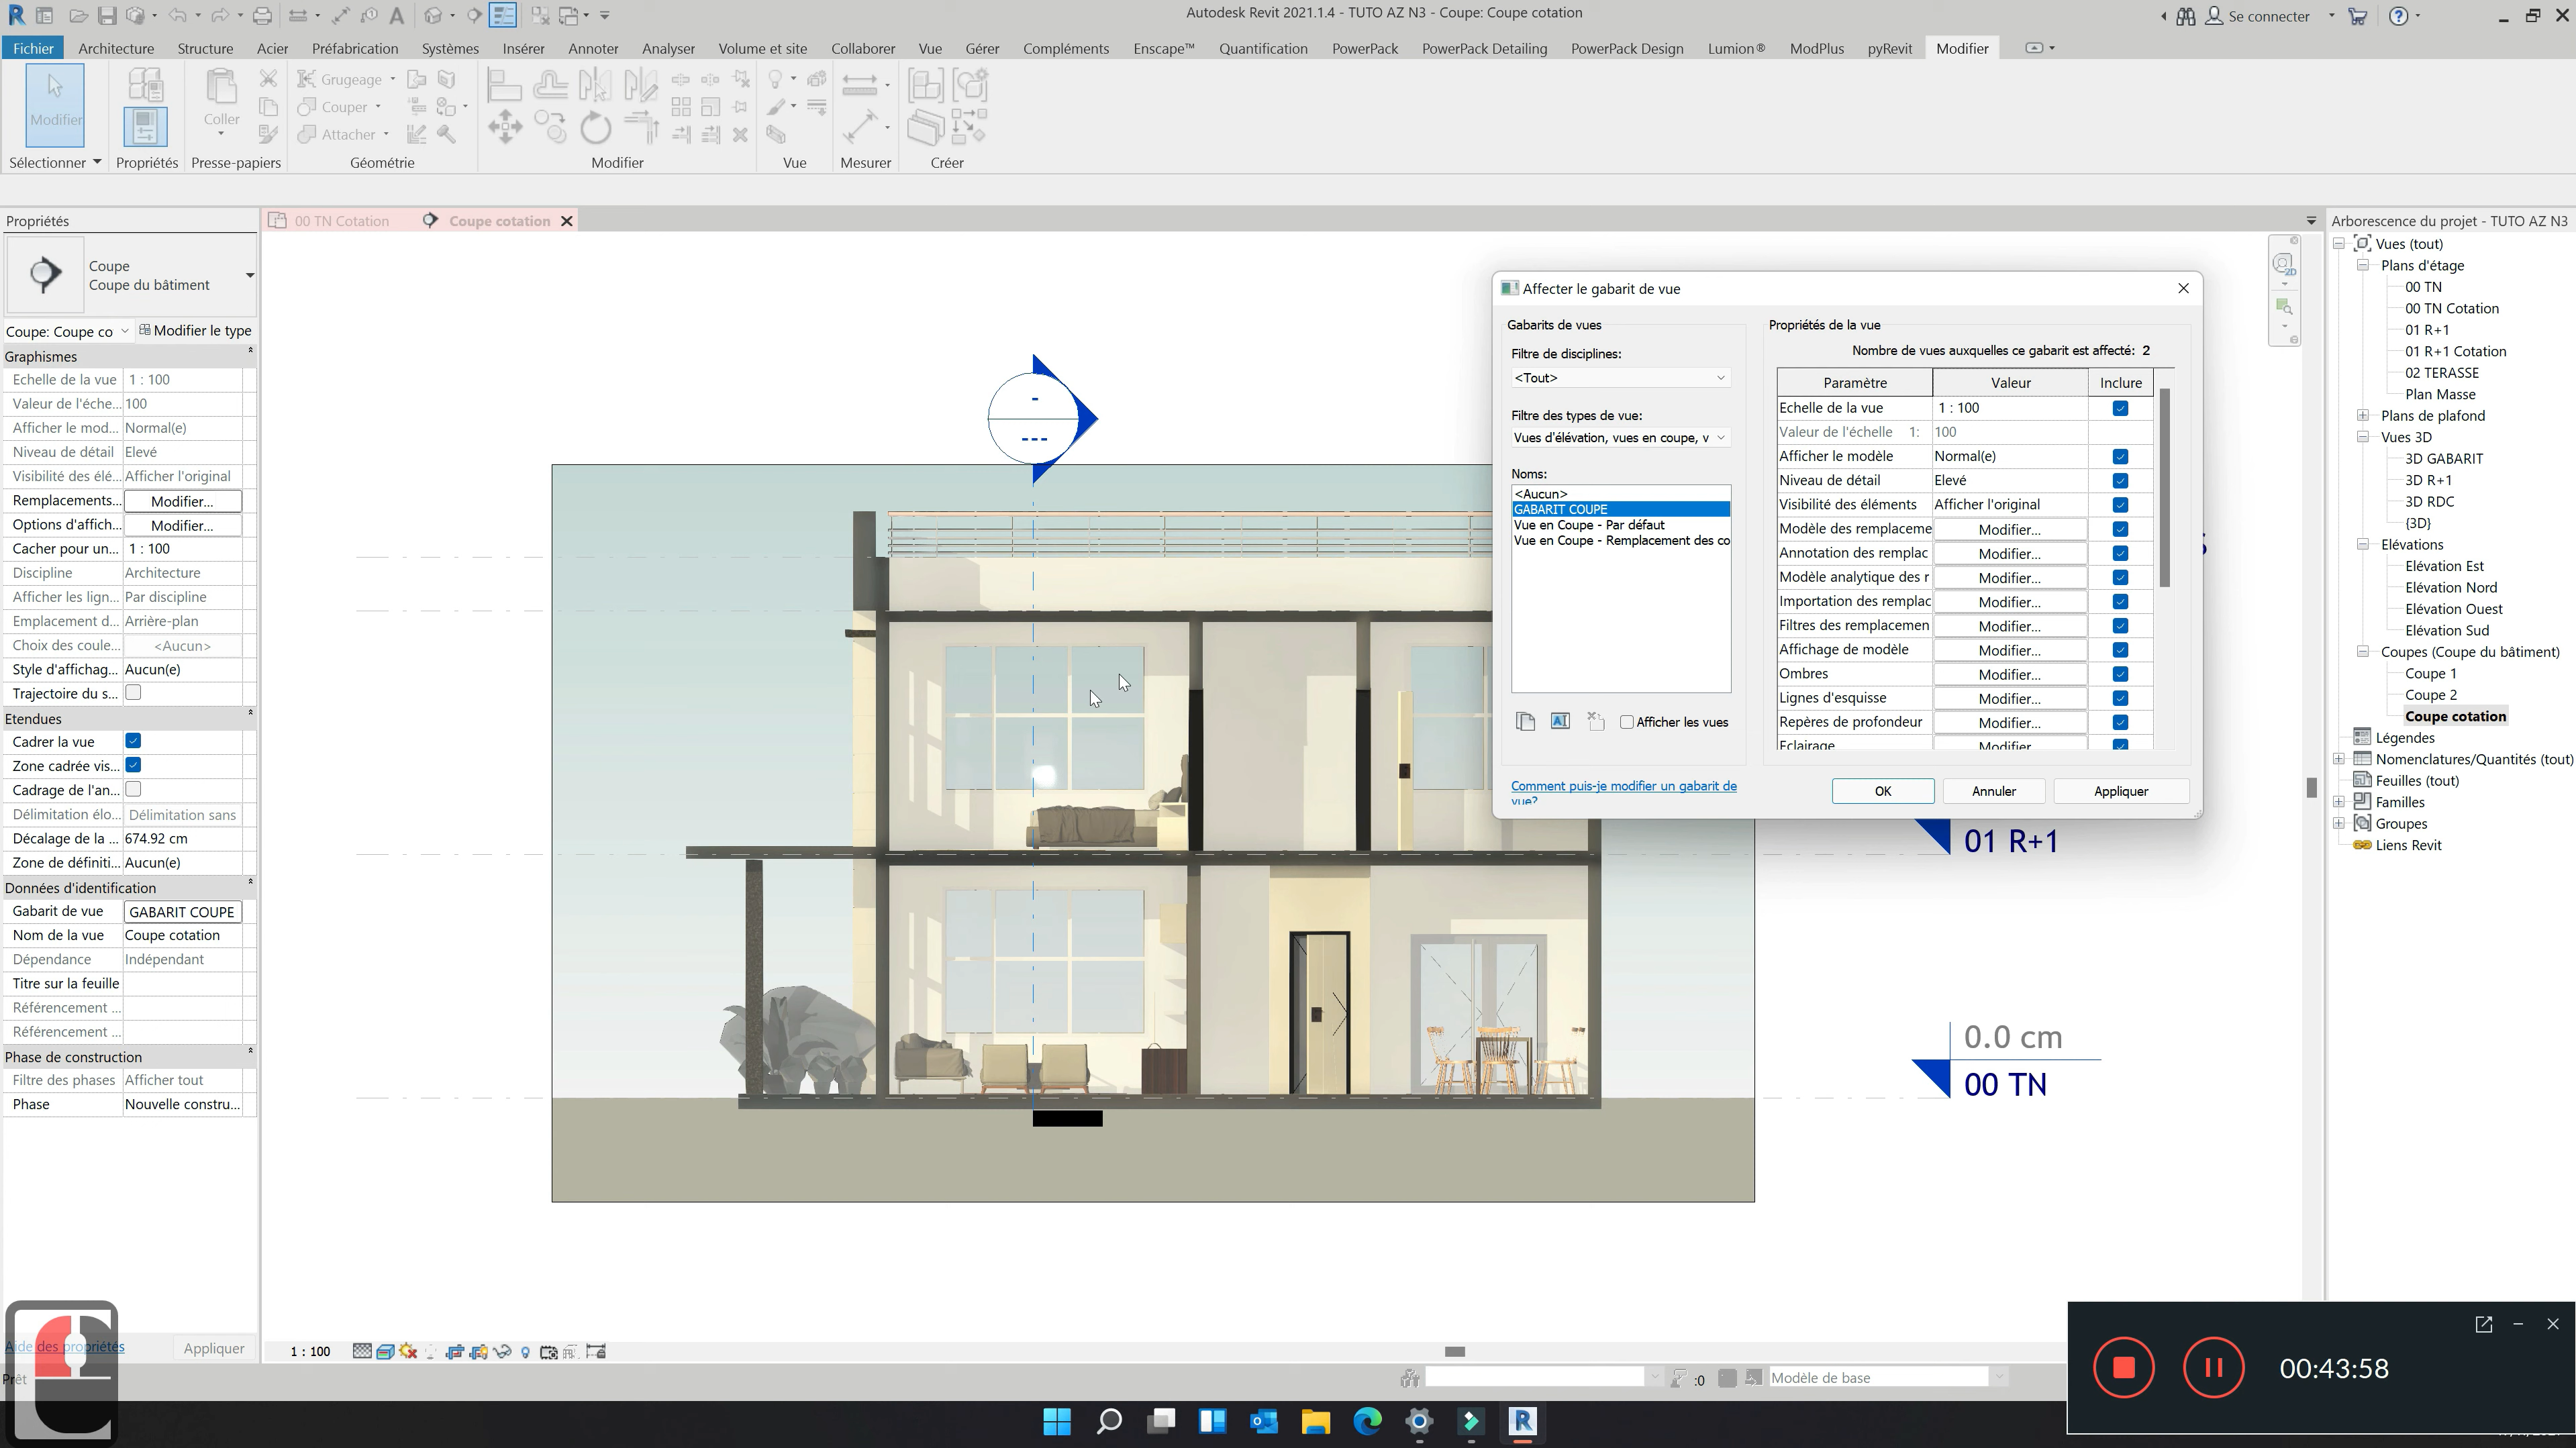 Autodesk Revit 2021.1.4 - TUTO AZ N3 - Coupe: Coupe cotation
Se connecter
Fichier Architecture Structure Acier Préfabrication Systèmes Insérer Annoter Analyser Volume et site Collaborer Vue Gérer Compléments Enscape™ Quantification PowerPack PowerPack Detailing PowerPack Design Lumion® ModPlus pyRevit Modifier
Modifier
Coller
Grugeage
Couper
Attacher
Sélectionner Propriétés Presse-papiers Géométrie Modifier Vue Mesurer Créer
Propriétés
Coupe
Coupe du bâtiment
Coupe: Coupe co Modifier le type
Graphismes
Echelle de la vue 1 : 100
Valeur de l'éche... 100
Afficher le mod... Normal(e)
Niveau de détail Elevé
Visibilité des élé... Afficher l'original
Remplacements... Modifier...
Options d'affich... Modifier...
Cacher pour un... 1 : 100
Discipline Architecture
Afficher les lign... Par discipline
Emplacement d... Arrière-plan
Choix des coule... <Aucun>
Style d'affichag... Aucun(e)
Trajectoire du s...
Etendues
Cadrer la vue
Zone cadrée vis...
Cadrage de l'an...
Délimitation élo... Délimitation sans
Décalage de la ... 674.92 cm
Zone de définiti... Aucun(e)
Données d'identification
Gabarit de vue GABARIT COUPE
Nom de la vue Coupe cotation
Dépendance Indépendant
Titre sur la feuille
Référencement ...
Référencement ...
Phase de construction
Filtre des phases Afficher tout
Phase Nouvelle constru...
Aide des propriétés Appliquer
Prêt
00 TN Cotation Coupe cotation
-
---
01 R+1
0.0 cm
00 TN
1 : 100
:0
Modèle de base
Affecter le gabarit de vue
Gabarits de vues
Filtre de disciplines:
<Tout>
Filtre des types de vue:
Vues d'élévation, vues en coupe, v
Noms:
<Aucun>
GABARIT COUPE
Vue en Coupe - Par défaut
Vue en Coupe - Remplacement des co
Afficher les vues
Comment puis-je modifier un gabarit de
vue?
Propriétés de la vue
Nombre de vues auxquelles ce gabarit est affecté: 2
Paramètre Valeur Inclure
Echelle de la vue 1 : 100
Valeur de l'échelle 1: 100
Afficher le modèle Normal(e)
Niveau de détail Elevé
Visibilité des éléments Afficher l'original
Modèle des remplaceme Modifier...
Annotation des remplac Modifier...
Modèle analytique des r Modifier...
Importation des remplac Modifier...
Filtres des remplacemen Modifier...
Affichage de modèle Modifier...
Ombres Modifier...
Lignes d'esquisse Modifier...
Repères de profondeur Modifier...
Eclairage Modifier
OK Annuler Appliquer
Arborescence du projet - TUTO AZ N3
Vues (tout)
Plans d'étage
00 TN
00 TN Cotation
01 R+1
01 R+1 Cotation
02 TERASSE
Plan Masse
Plans de plafond
Vues 3D
3D GABARIT
3D R+1
3D RDC
{3D}
Elévations
Elévation Est
Elévation Nord
Elévation Ouest
Elévation Sud
Coupes (Coupe du bâtiment)
Coupe 1
Coupe 2
Coupe cotation
Légendes
Nomenclatures/Quantités (tout)
Feuilles (tout)
Familles
Groupes
Liens Revit
00:43:58